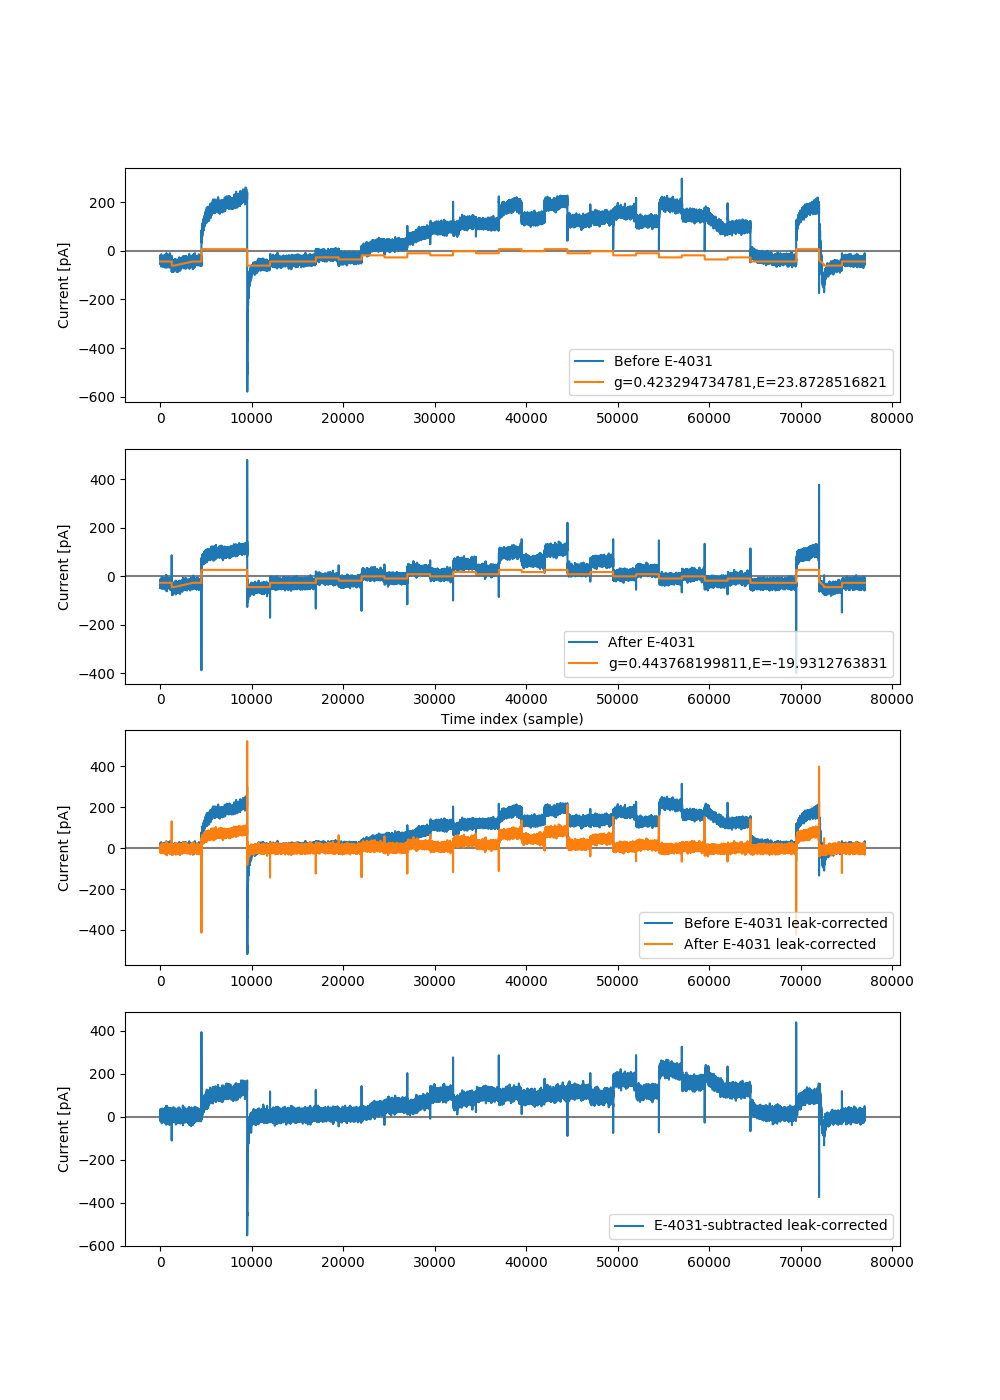 200
0
−200
−400
−600
Current [pA]
Before E-4031
g=0.423294734781,E=23.8728516821
0 10000 20000 30000 40000 50000 60000 70000 80000
400
200
0
−200
−400
Current [pA]
After E-4031
g=0.443768199811,E=-19.9312763831
0 10000 20000 30000 40000 50000 60000 70000 80000
Time index (sample)
400
200
0
−200
−400
Current [pA]
Before E-4031 leak-corrected
After E-4031 leak-corrected
0 10000 20000 30000 40000 50000 60000 70000 80000
400
200
0
−200
−400
−600
Current [pA]
E-4031-subtracted leak-corrected
0 10000 20000 30000 40000 50000 60000 70000 80000